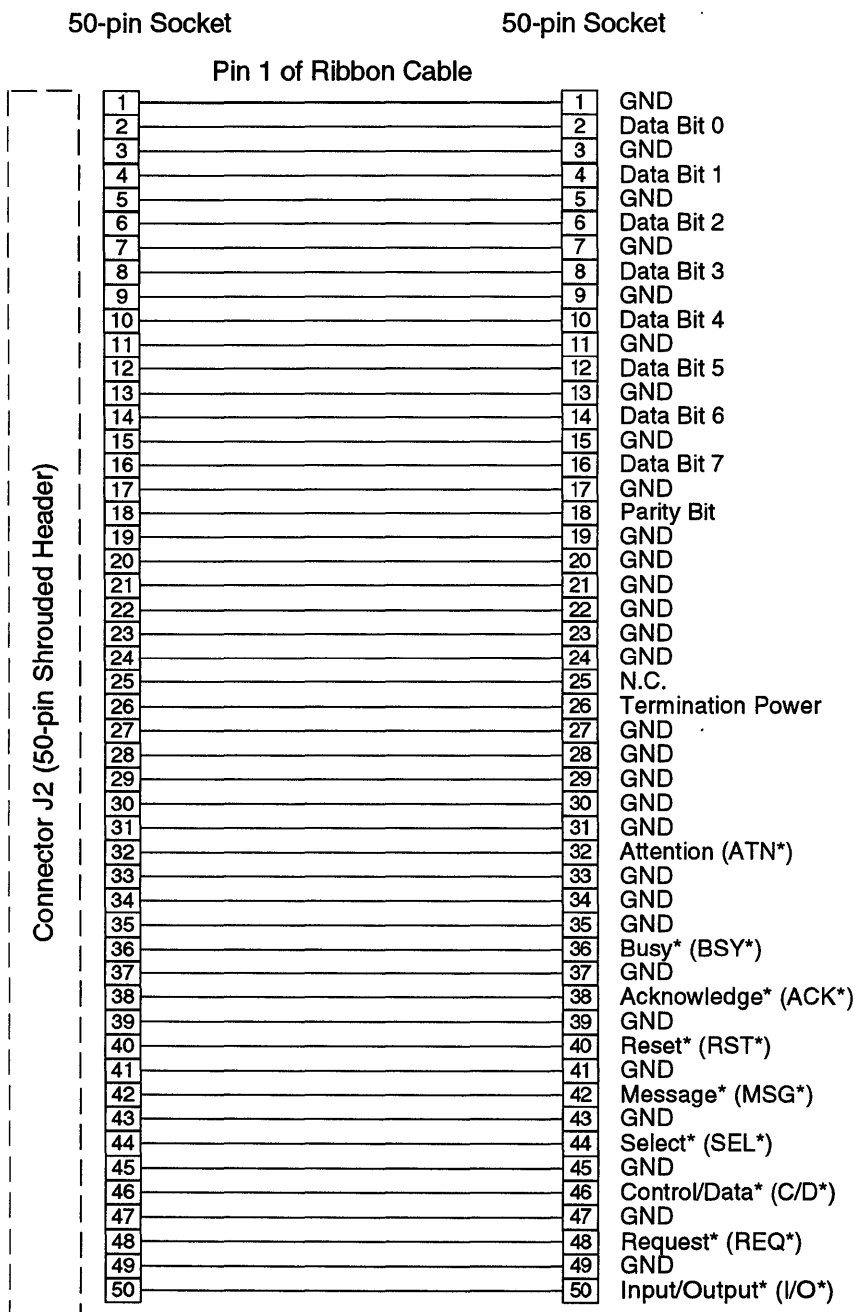 50-pin Socket 50-pin Socket
Pin 1 of Ribbon Cable
Connector J2 (50-pin Shrouded Header)
1 1 GND
2 2 Data Bit 0
3 3 GND
4 4 Data Bit 1
5 5 GND
6 6 Data Bit 2
7 7 GND
8 8 Data Bit 3
9 9 GND
10 10 Data Bit 4
11 11 GND
12 12 Data Bit 5
13 13 GND
14 14 Data Bit 6
15 15 GND
16 16 Data Bit 7
17 17 GND
18 18 Parity Bit
19 19 GND
20 20 GND
21 21 GND
22 22 GND
23 23 GND
24 24 GND
25 25 N.C.
26 26 Termination Power
27 27 GND
28 28 GND
29 29 GND
30 30 GND
31 31 GND
32 32 Attention (ATN*)
33 33 GND
34 34 GND
35 35 GND
36 36 Busy* (BSY*)
37 37 GND
38 38 Acknowledge* (ACK*)
39 39 GND
40 40 Reset* (RST*)
41 41 GND
42 42 Message* (MSG*)
43 43 GND
44 44 Select* (SEL*)
45 45 GND
46 46 Control/Data* (C/D*)
47 47 GND
48 48 Request* (REQ*)
49 49 GND
50 50 Input/Output* (I/O*)